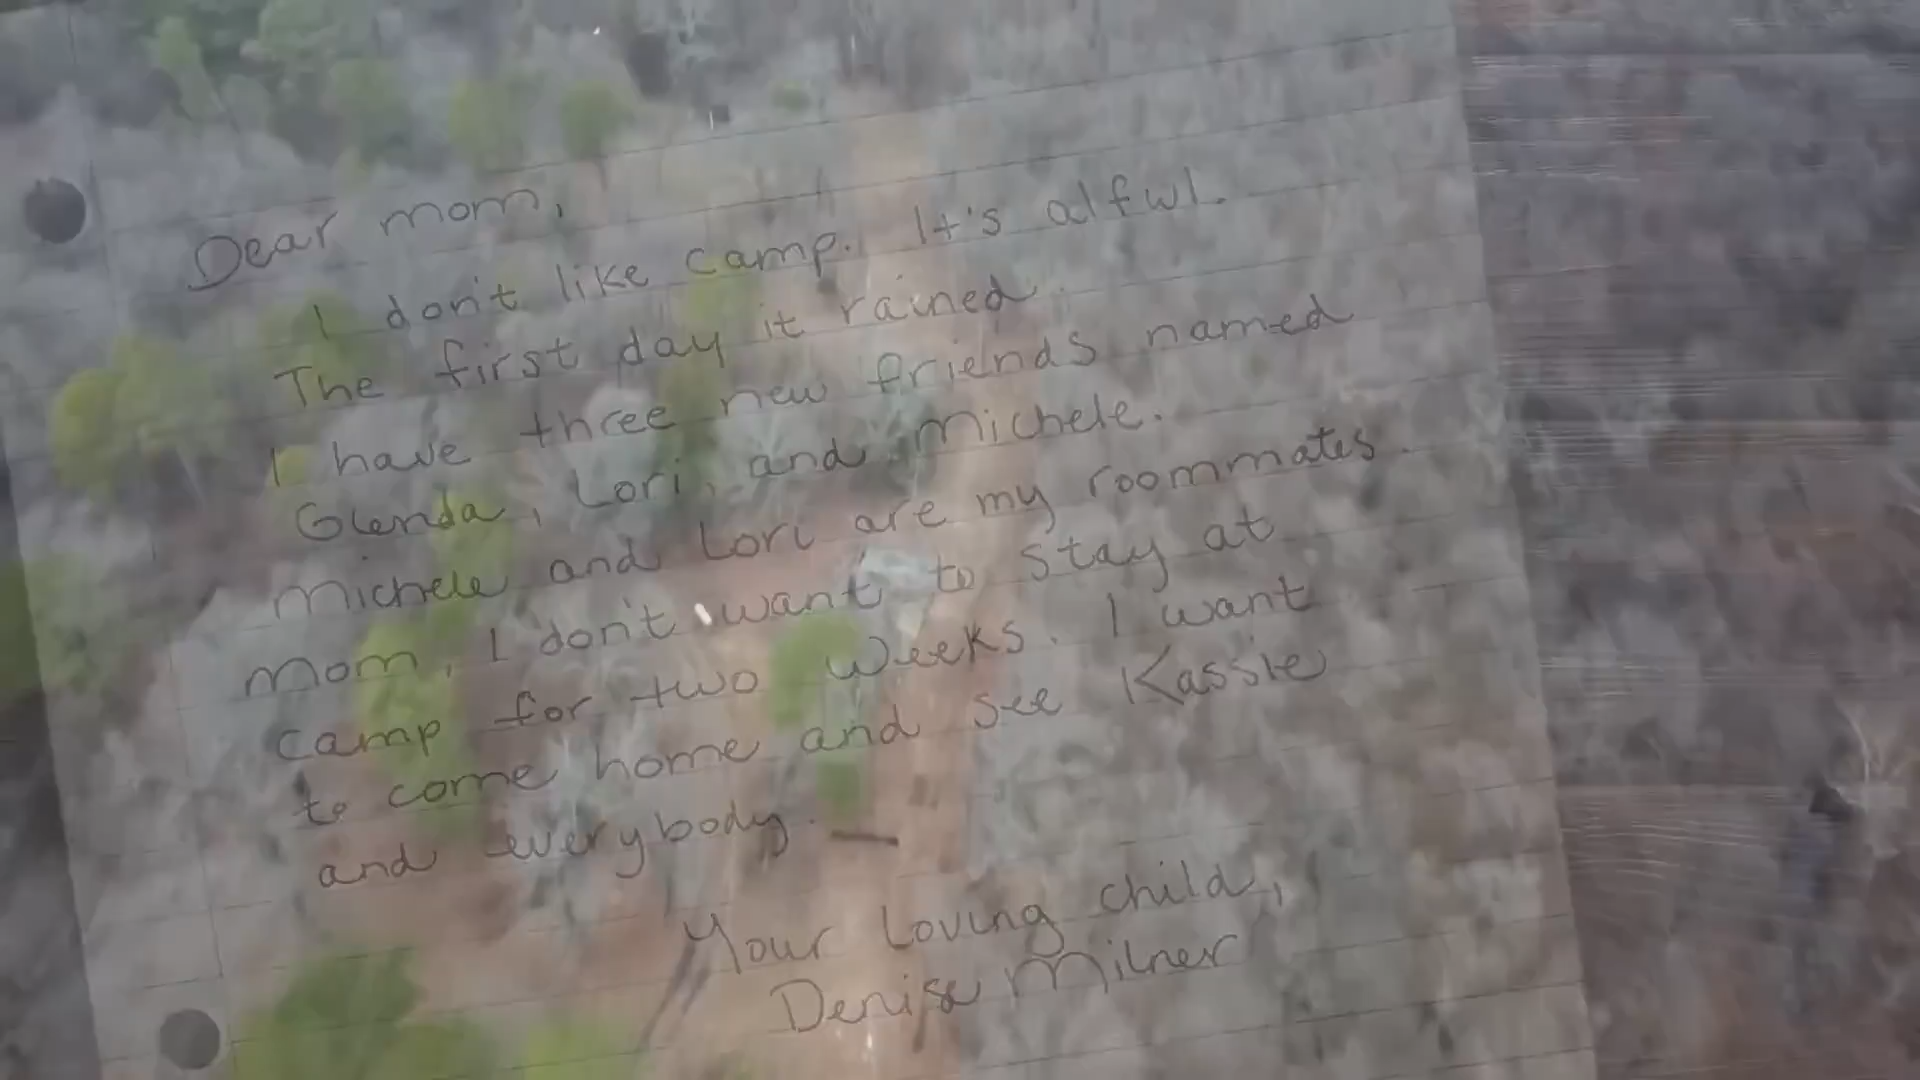 Dear mom,
I don't like camp. It's alful.
The first day it rained.
I have three new friends named
Glenda, Lori, and Michele.
Michele and Lori are my roommates.
Mom, I don't want to stay at
camp for two weeks. I want
to come home and see Kassie
and everybody.
Your loving child,
Denise Milner